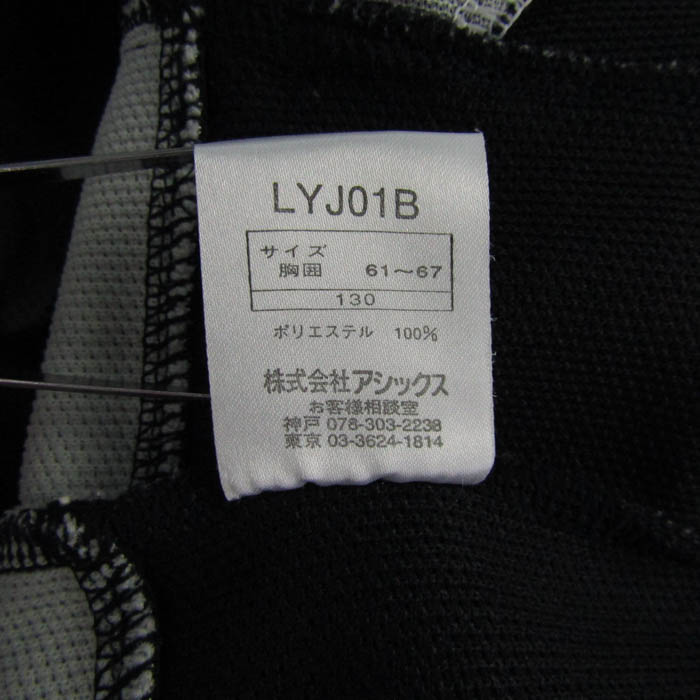 LYJ01B
サイズ
胸囲 61～67
130
ポリエステル 100%
株式会社アシックス
お客様相談室
神戸 078-303-2238
東京 03-3624-1814